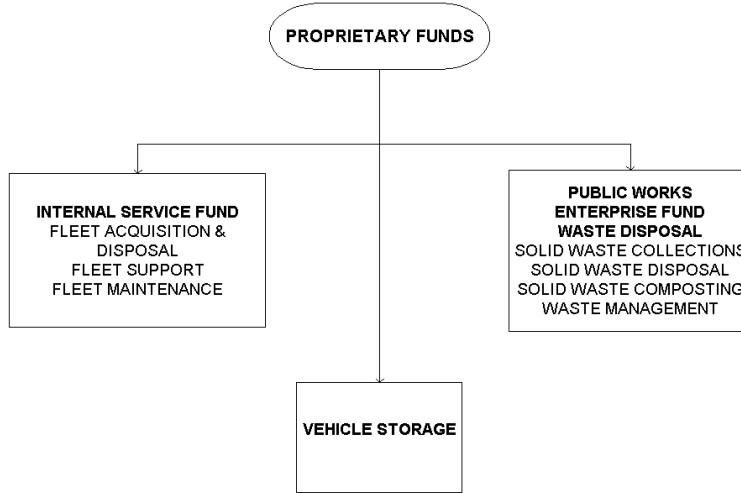 PROPRIETARY FUNDS
INTERNAL SERVICE FUND
FLEET ACQUISITION &
DISPOSAL
FLEET SUPPORT
FLEET MAINTENANCE
PUBLIC WORKS
ENTERPRISE FUND
WASTE DISPOSAL
SOLID WASTE COLLECTIONS
SOLID WASTE DISPOSAL
SOLID WASTE COMPOSTING
WASTE MANAGEMENT
VEHICLE STORAGE